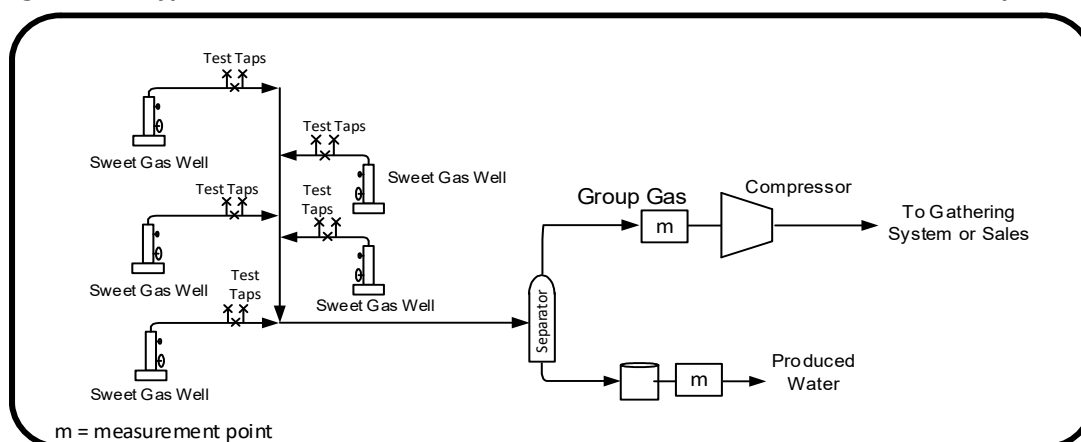 Test Taps
Sweet Gas Well
Test Taps
Sweet Gas Well
Test Taps
Sweet Gas Well
Test
Taps
Sweet Gas Well
Test
Taps
Sweet Gas Well
Group Gas
m
Compressor
To Gathering
System or Sales
Separator
m
Produced
Water
m = measurement point